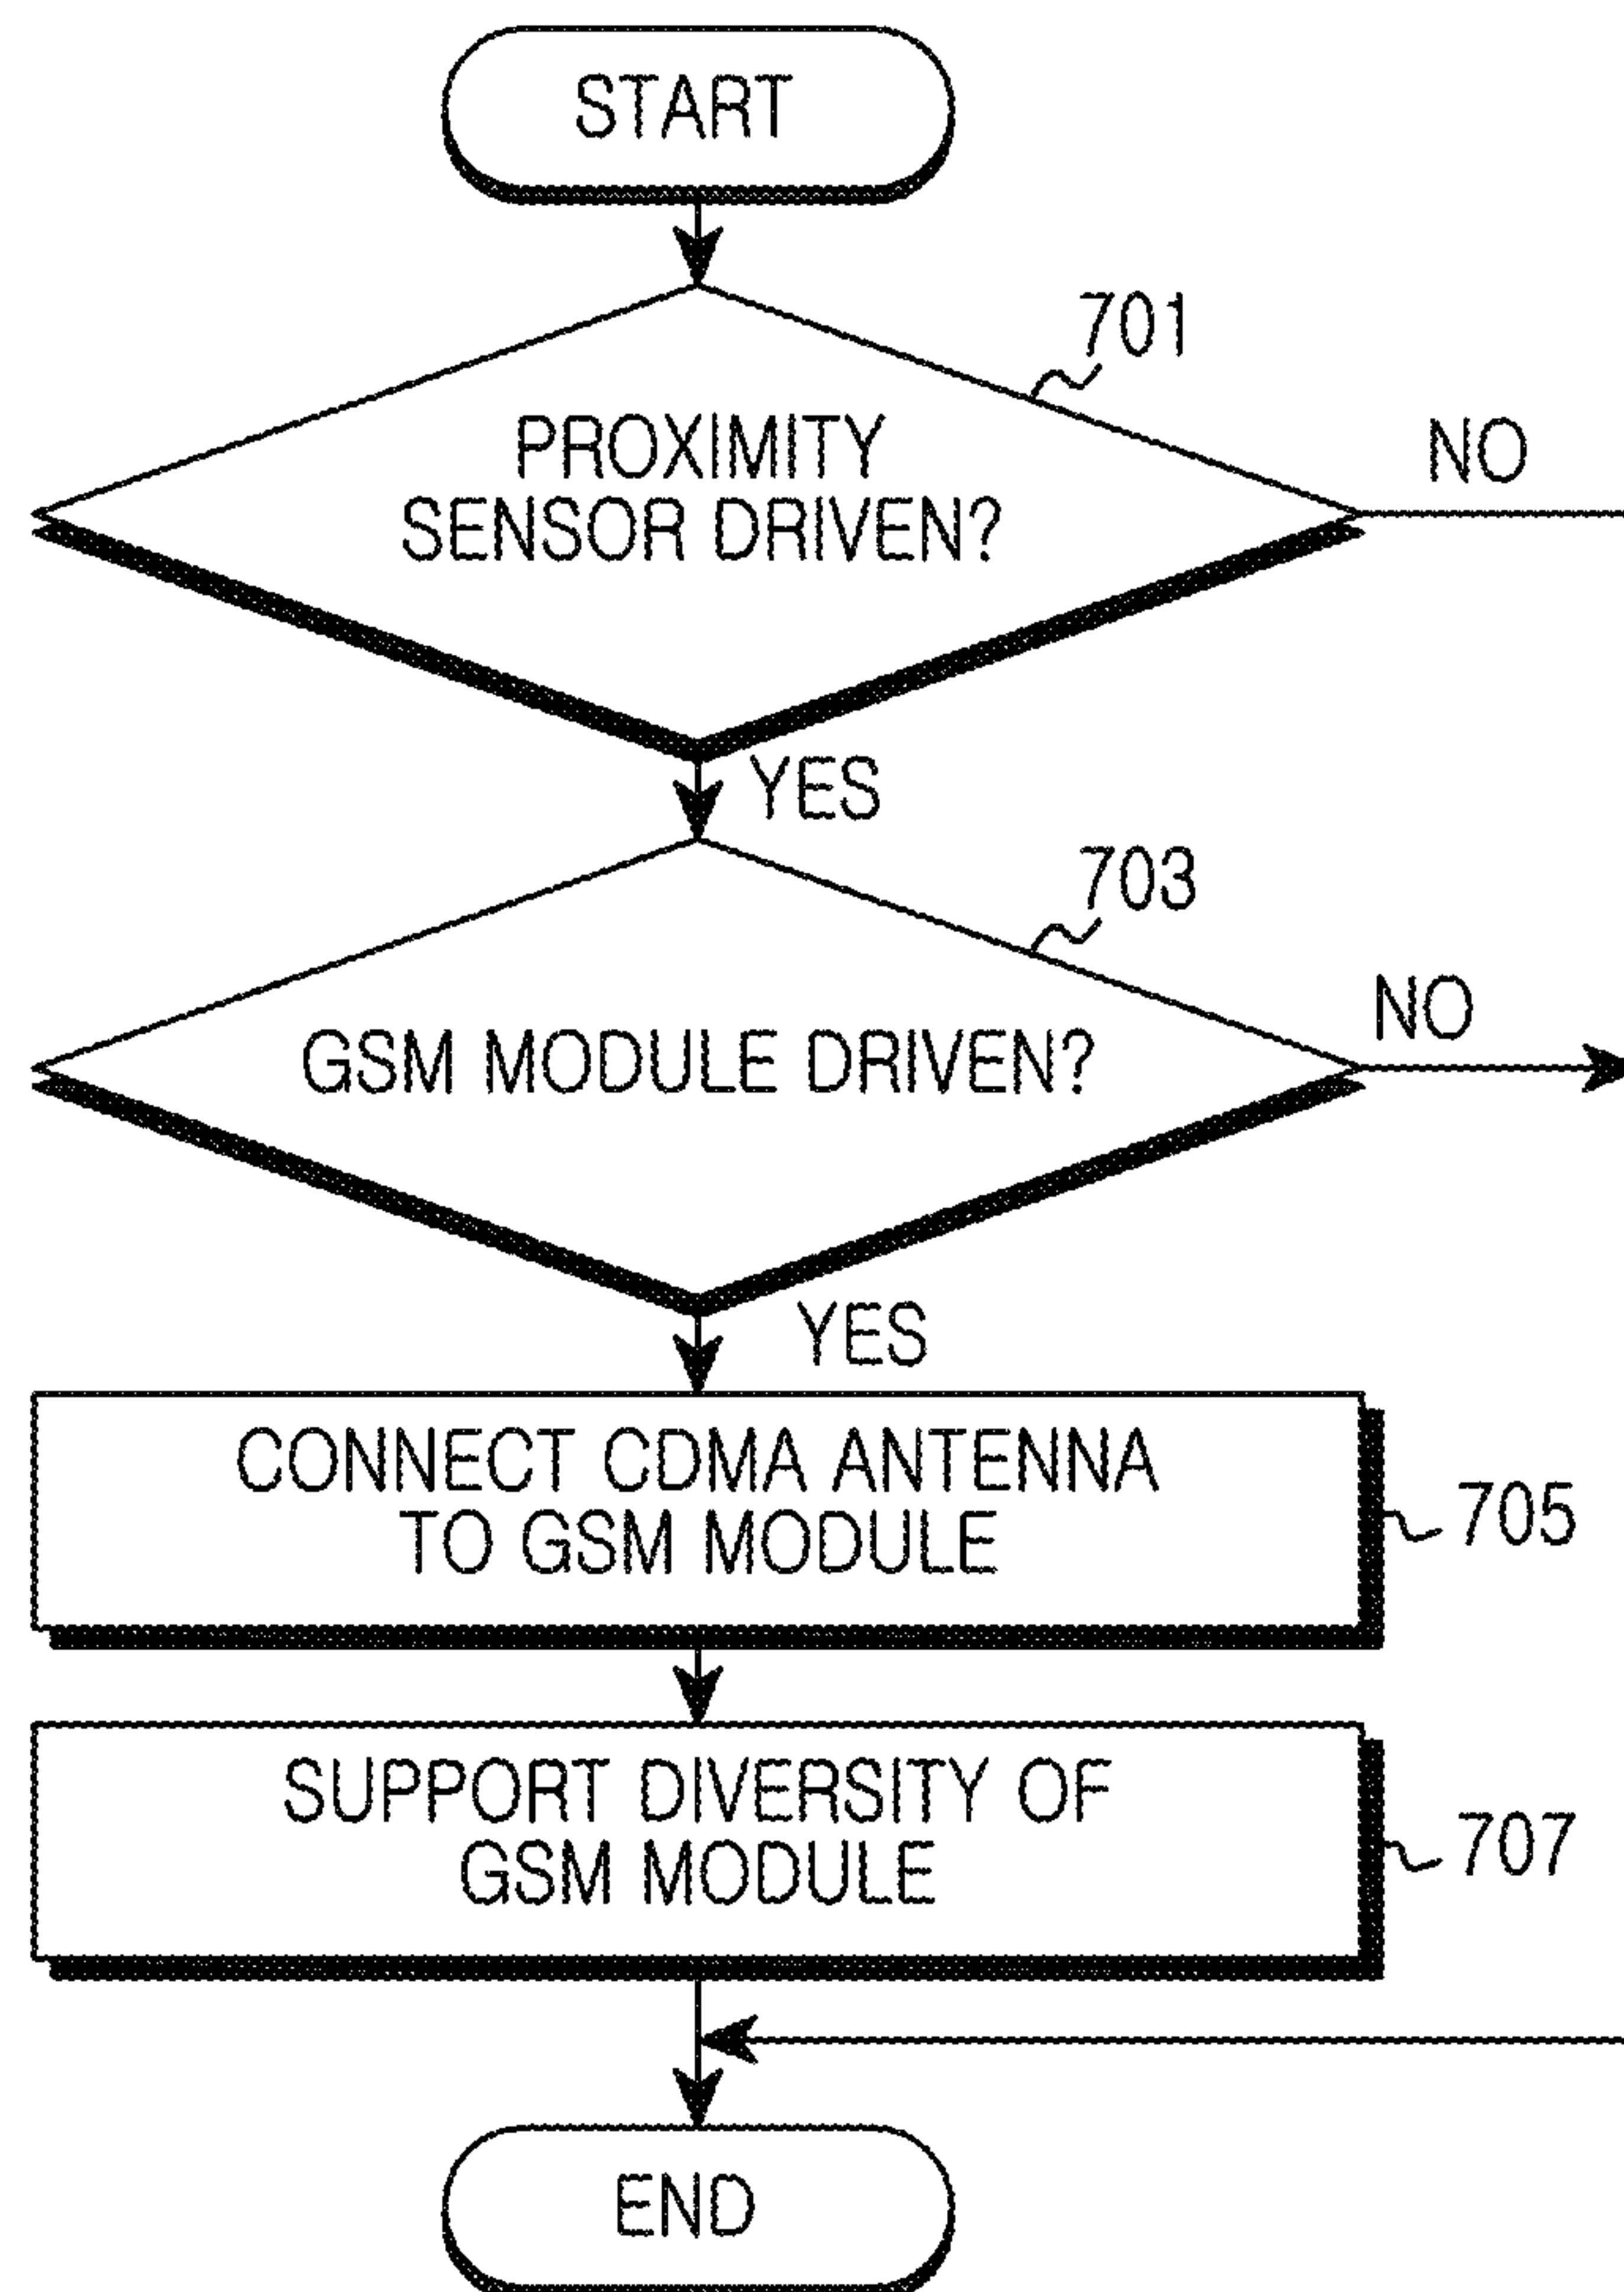 START
701
PROXIMITY
SENSOR DRIVEN?
NO
YES
703
GSM MODULE DRIVEN?
NO
YES
CONNECT CDMA ANTENNA
TO GSM MODULE
705
SUPPORT DIVERSITY OF
GSM MODULE
707
END